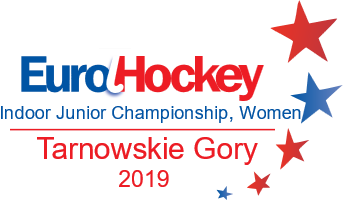 EuroHockey
Indoor Junior Championship, Women
Tarnowskie Gory
2019